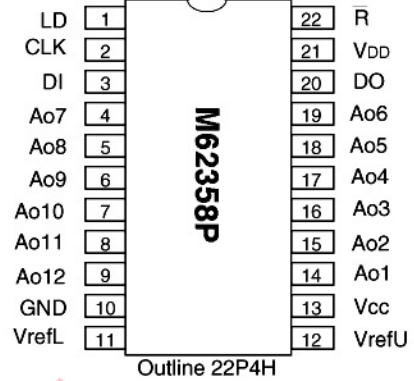 LD 1 22 R̅
CLK 2 21 VDD
DI 3 20 DO
Ao7 4 19 Ao6
Ao8 5 18 Ao5
Ao9 6 17 Ao4
Ao10 7 16 Ao3
Ao11 8 15 Ao2
Ao12 9 14 Ao1
GND 10 13 Vcc
VrefL 11 12 VrefU
M62358P
Outline 22P4H